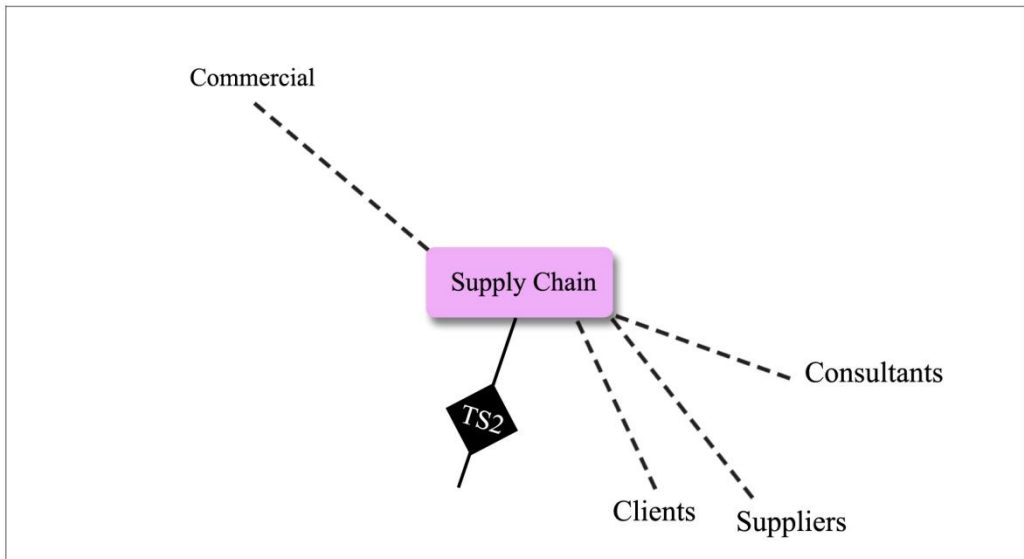 Commercial
Supply Chain
Consultants
TS2
Clients
Suppliers